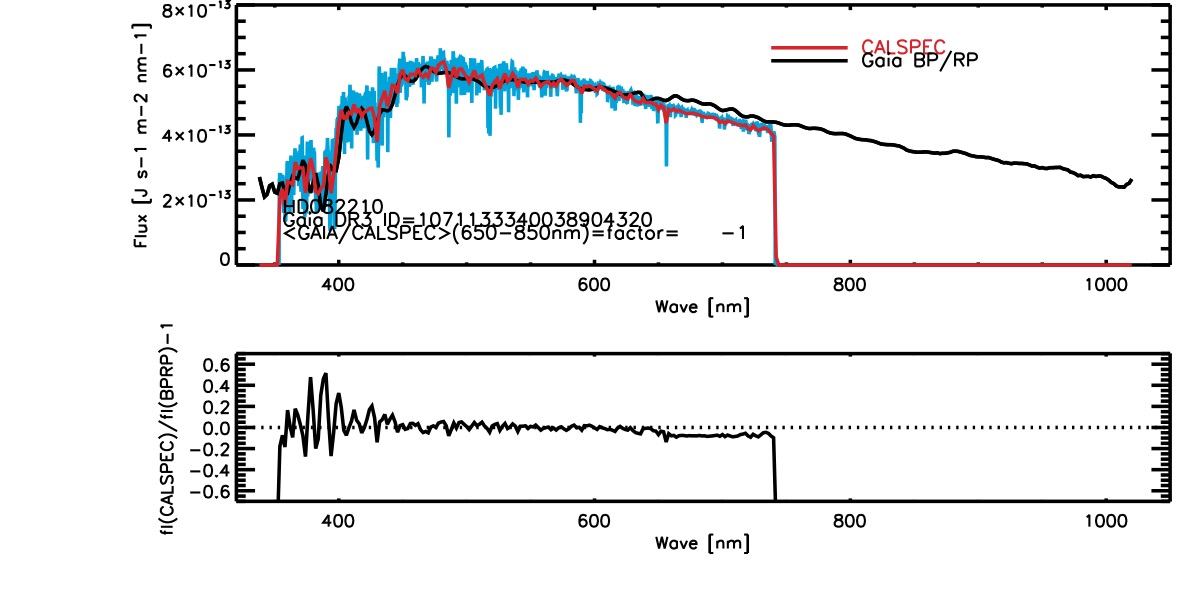 8×10−13
6×10−13
4×10−13
2×10−13
0
Flux [J s−1 m−2 nm−1]
CALSPEC
Gaia BP/RP
HD082210
Gaia DR3 ID=1071133340038904320
<GAIA/CALSPEC>(650−850nm)=factor= −1
400 600 800 1000
Wave [nm]
fl(CALSPEC)/fl(BPRP)−1
0.6
0.4
0.2
0.0
−0.2
−0.4
−0.6
400 600 800 1000
Wave [nm]